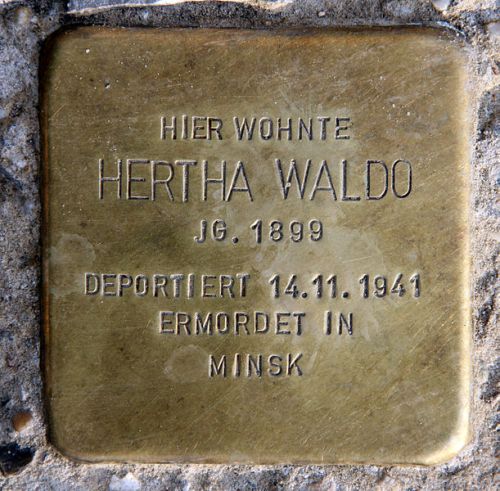 HIER WOHNTE
HERTHA WALDO
JG. 1899
DEPORTIERT 14.11.1941
ERMORDET IN
MINSK